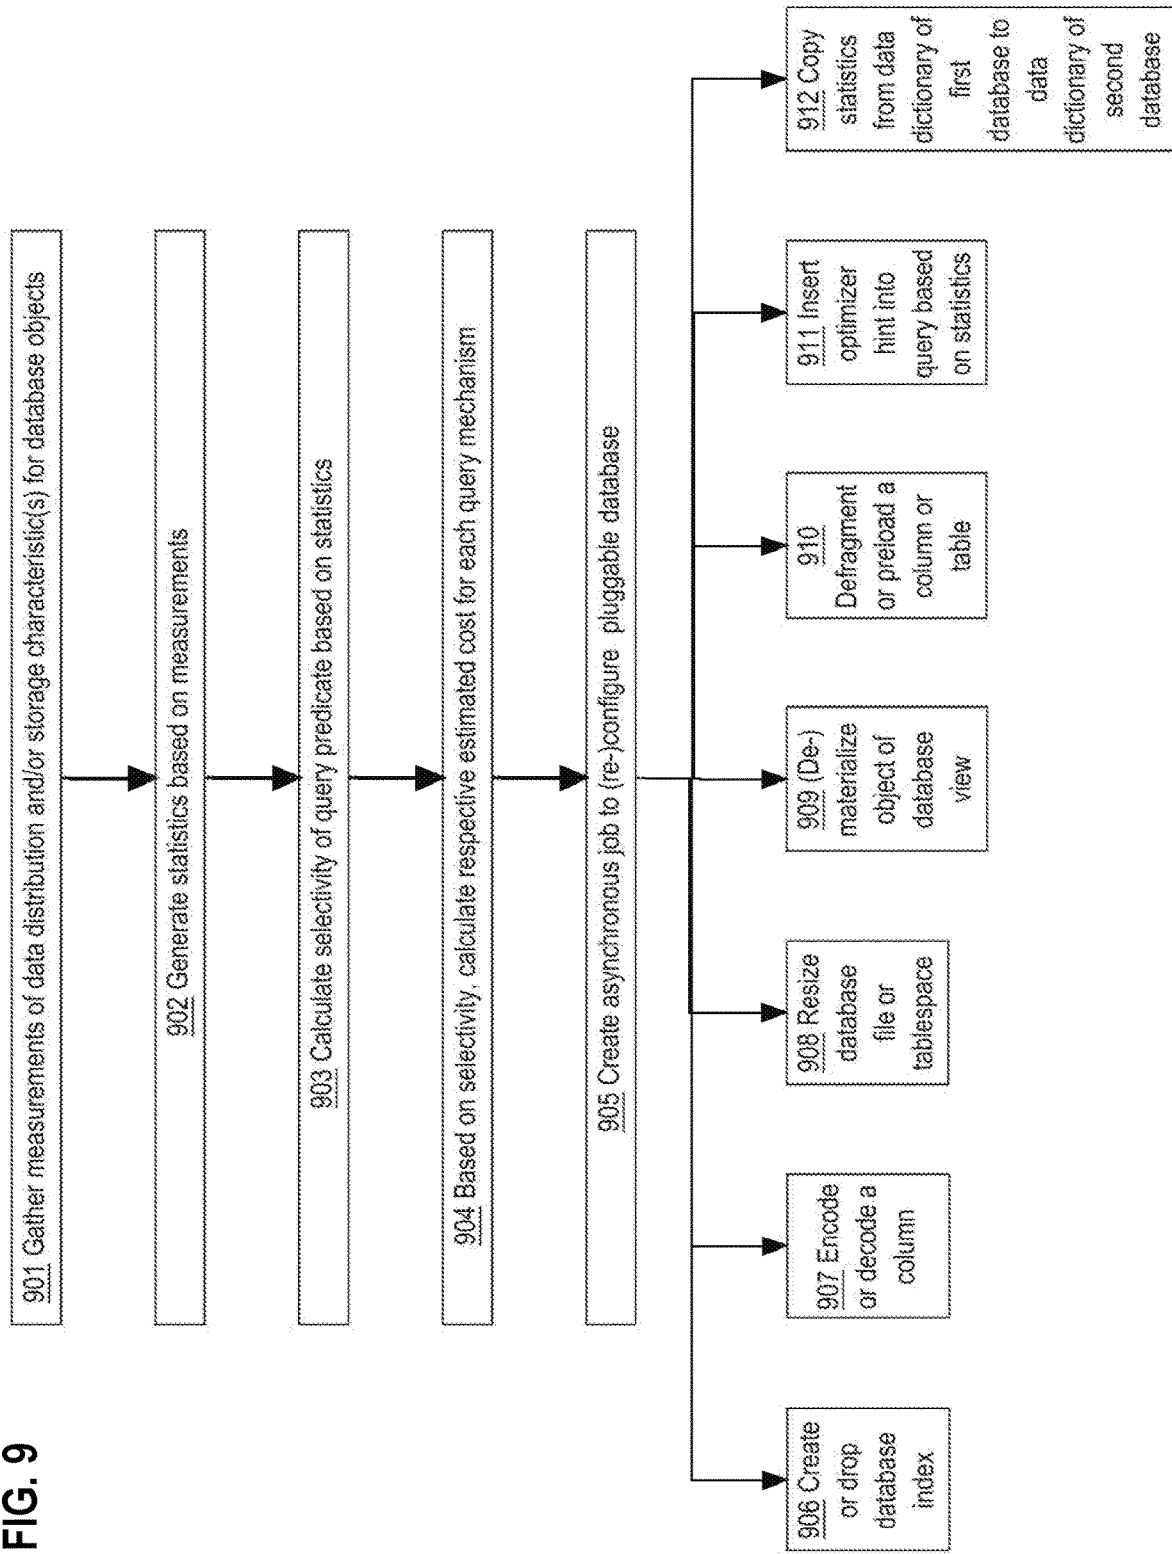 FIG. 9
901 Gather measurements of data distribution and/or storage characteristic(s) for database objects
902 Generate statistics based on measurements
903 Calculate selectivity of query predicate based on statistics
904 Based on selectivity, calculate respective estimated cost for each query mechanism
905 Create asynchronous job to (re-)configure pluggable database
906 Create
or drop
database
index
907 Encode
or decode a
column
908 Resize
database
file or
tablespace
909 (De-)
materialize
object of
database
view
910
Defragment
or preload a
column or
table
911 Insert
optimizer
hint into
query based
on statistics
912 Copy
statistics
from data
dictionary of
first
database to
data
dictionary of
second
database